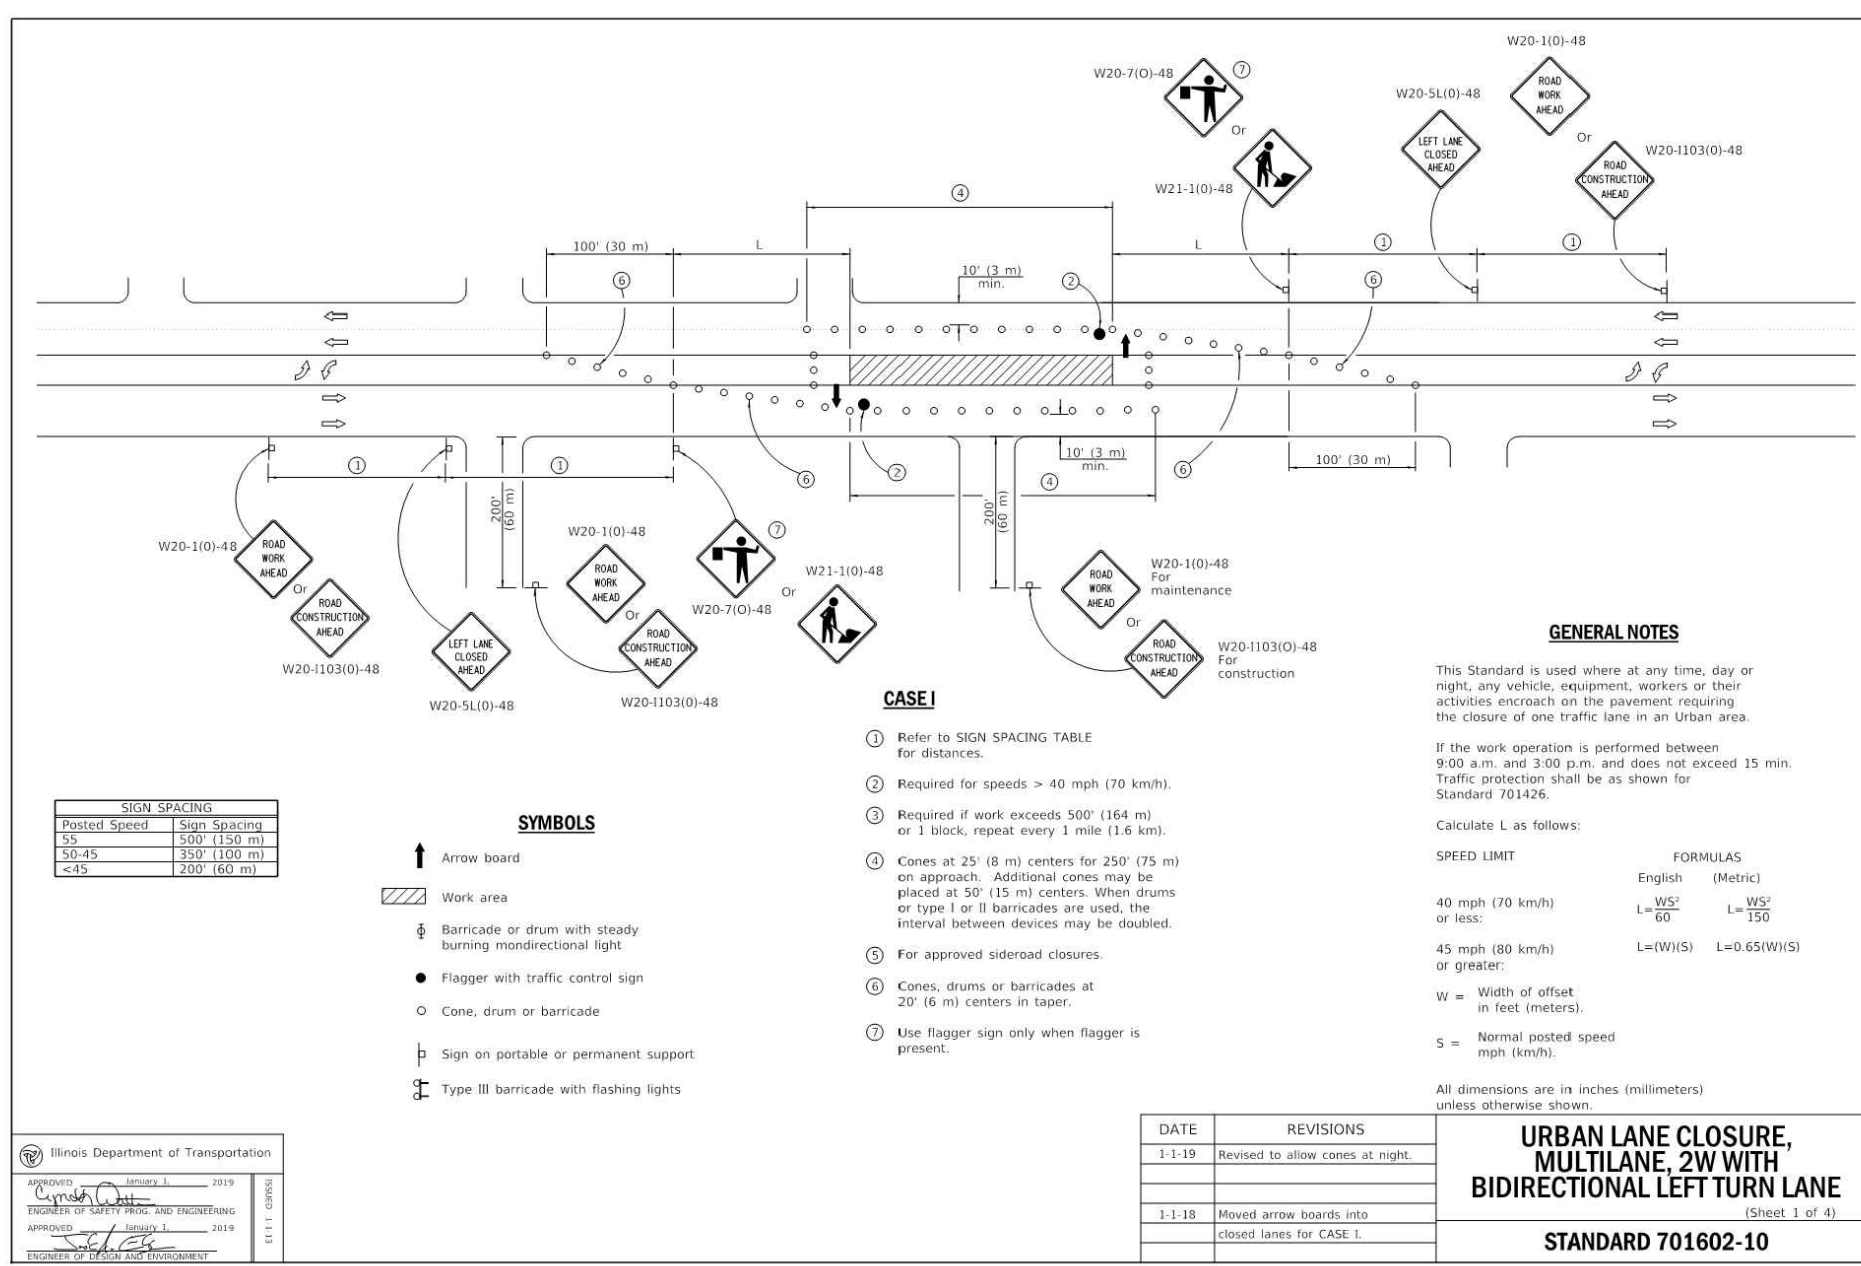 W20-1(O)-48
W20-7(O)-48
7
ROAD
WORK
AHEAD
W20-5L(O)-48
Or
Or
LEFT LANE
CLOSED
AHEAD
W20-I103(O)-48
ROAD
CONSTRUCTION
AHEAD
W21-1(O)-48
4
100' (30 m)
L
L
1
1
10' (3 m)
min.
6
2
6
1
1
200'
(60 m)
6
2
200'
(60 m)
10' (3 m)
min.
4
6
100' (30 m)
W20-1(O)-48
ROAD
WORK
AHEAD
Or
ROAD
CONSTRUCTION
AHEAD
W20-I103(O)-48
LEFT LANE
CLOSED
AHEAD
W20-5L(O)-48
W20-1(O)-48
ROAD
WORK
AHEAD
Or
ROAD
CONSTRUCTION
AHEAD
W20-I103(O)-48
7
W20-7(O)-48
Or
W21-1(O)-48
ROAD
WORK
AHEAD
W20-1(O)-48
For
maintenance
Or
ROAD
CONSTRUCTION
AHEAD
W20-I103(O)-48
For
construction
SIGN SPACING
Posted Speed Sign Spacing
55 500' (150 m)
50-45 350' (100 m)
<45 200' (60 m)
SYMBOLS
Arrow board
Work area
Barricade or drum with steady
burning mondirectional light
Flagger with traffic control sign
Cone, drum or barricade
Sign on portable or permanent support
Type III barricade with flashing lights
CASE I
1 Refer to SIGN SPACING TABLE
for distances.
2 Required for speeds > 40 mph (70 km/h).
3 Required if work exceeds 500' (164 m)
or 1 block, repeat every 1 mile (1.6 km).
4 Cones at 25' (8 m) centers for 250' (75 m)
on approach. Additional cones may be
placed at 50' (15 m) centers. When drums
or type I or II barricades are used, the
interval between devices may be doubled.
5 For approved sideroad closures.
6 Cones, drums or barricades at
20' (6 m) centers in taper.
7 Use flagger sign only when flagger is
present.
GENERAL NOTES
This Standard is used where at any time, day or
night, any vehicle, equipment, workers or their
activities encroach on the pavement requiring
the closure of one traffic lane in an Urban area.
If the work operation is performed between
9:00 a.m. and 3:00 p.m. and does not exceed 15 min.
Traffic protection shall be as shown for
Standard 701426.
Calculate L as follows:
SPEED LIMIT FORMULAS
English (Metric)
40 mph (70 km/h)
or less:
L=WS²/60 L=WS²/150
45 mph (80 km/h)
or greater:
L=(W)(S) L=0.65(W)(S)
W = Width of offset
in feet (meters).
S = Normal posted speed
mph (km/h).
All dimensions are in inches (millimeters)
unless otherwise shown.
Illinois Department of Transportation
APPROVED January 1, 2019
ENGINEER OF SAFETY PROG. AND ENGINEERING
APPROVED January 1, 2019
ENGINEER OF DESIGN AND ENVIRONMENT
ISSUED 1-1-13
DATE REVISIONS
1-1-19 Revised to allow cones at night.
1-1-18 Moved arrow boards into
closed lanes for CASE I.
URBAN LANE CLOSURE,
MULTILANE, 2W WITH
BIDIRECTIONAL LEFT TURN LANE
(Sheet 1 of 4)
STANDARD 701602-10